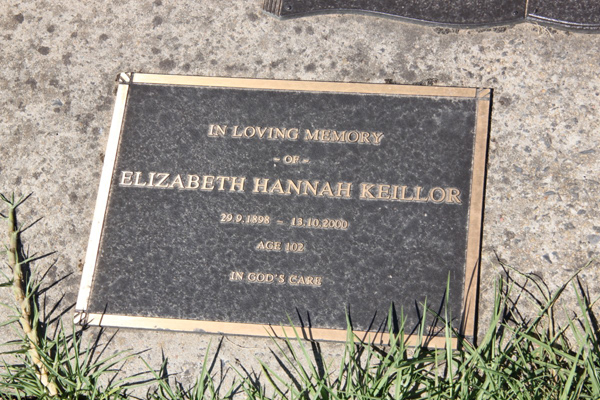 IN LOVING MEMORY
~ OF ~
ELIZABETH HANNAH KEILLOR
29.9.1898 ~ 13.10.2000
AGE 102
IN GOD'S CARE